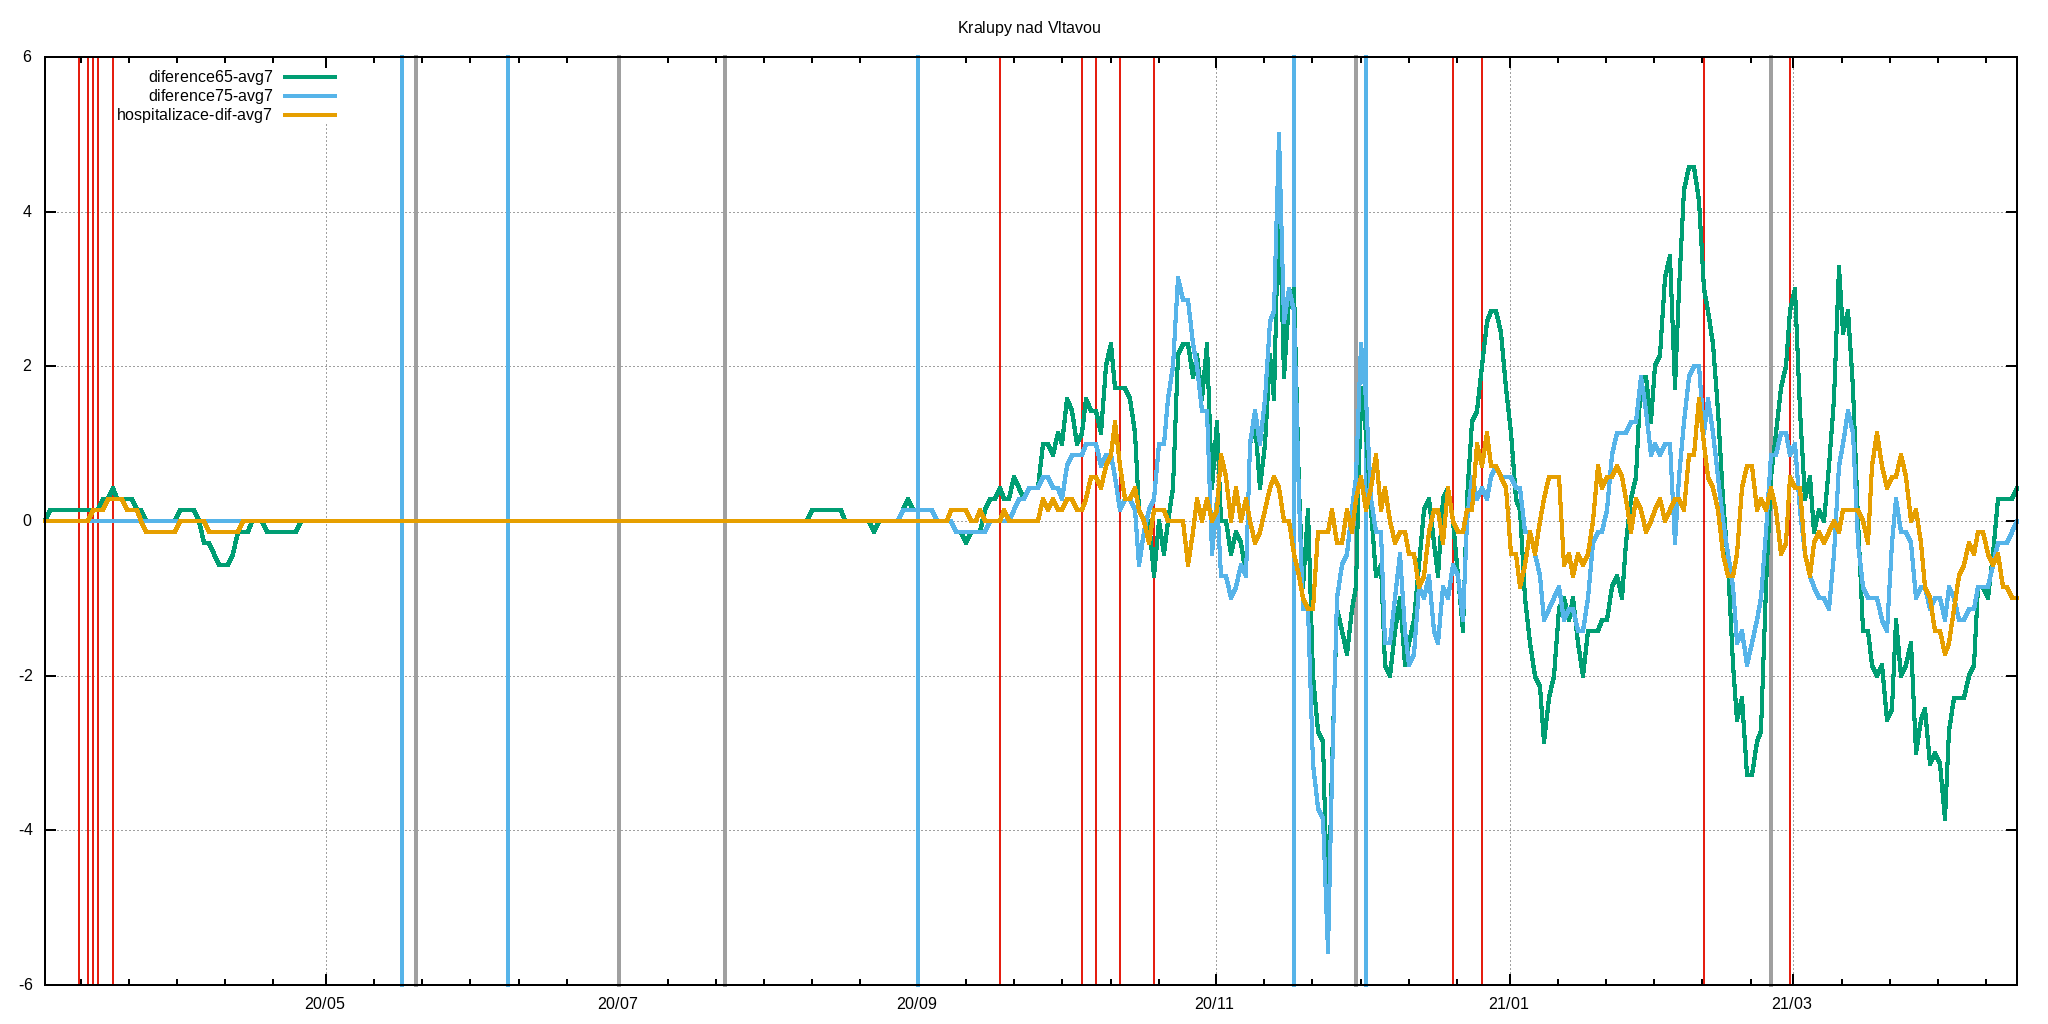 Kralupy nad Vltavou
6
diference65-avg7
diference75-avg7
hospitalizace-dif-avg7
4
2
0
-2
-4
-6
20/05 20/07 20/09 20/11 21/01 21/03